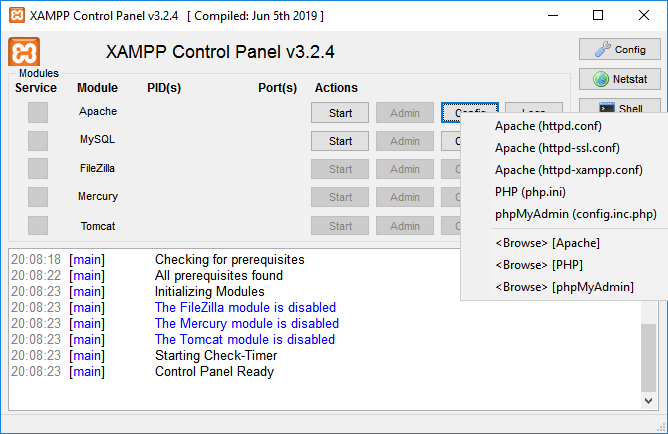 XAMPP Control Panel v3.2.4 [ Compiled: Jun 5th 2019 ]
XAMPP Control Panel v3.2.4
Config
Netstat
Shell
Modules
Service Module PID(s) Port(s) Actions
Apache Start Admin Config Logs
MySQL Start Admin
FileZilla Start Admin
Mercury Start Admin
Tomcat Start Admin
Apache (httpd.conf)
Apache (httpd-ssl.conf)
Apache (httpd-xampp.conf)
PHP (php.ini)
phpMyAdmin (config.inc.php)
<Browse> [Apache]
<Browse> [PHP]
<Browse> [phpMyAdmin]
20:08:18 [main] Checking for prerequisites
20:08:22 [main] All prerequisites found
20:08:23 [main] Initializing Modules
20:08:23 [main] The FileZilla module is disabled
20:08:23 [main] The Mercury module is disabled
20:08:23 [main] The Tomcat module is disabled
20:08:23 [main] Starting Check-Timer
20:08:23 [main] Control Panel Ready